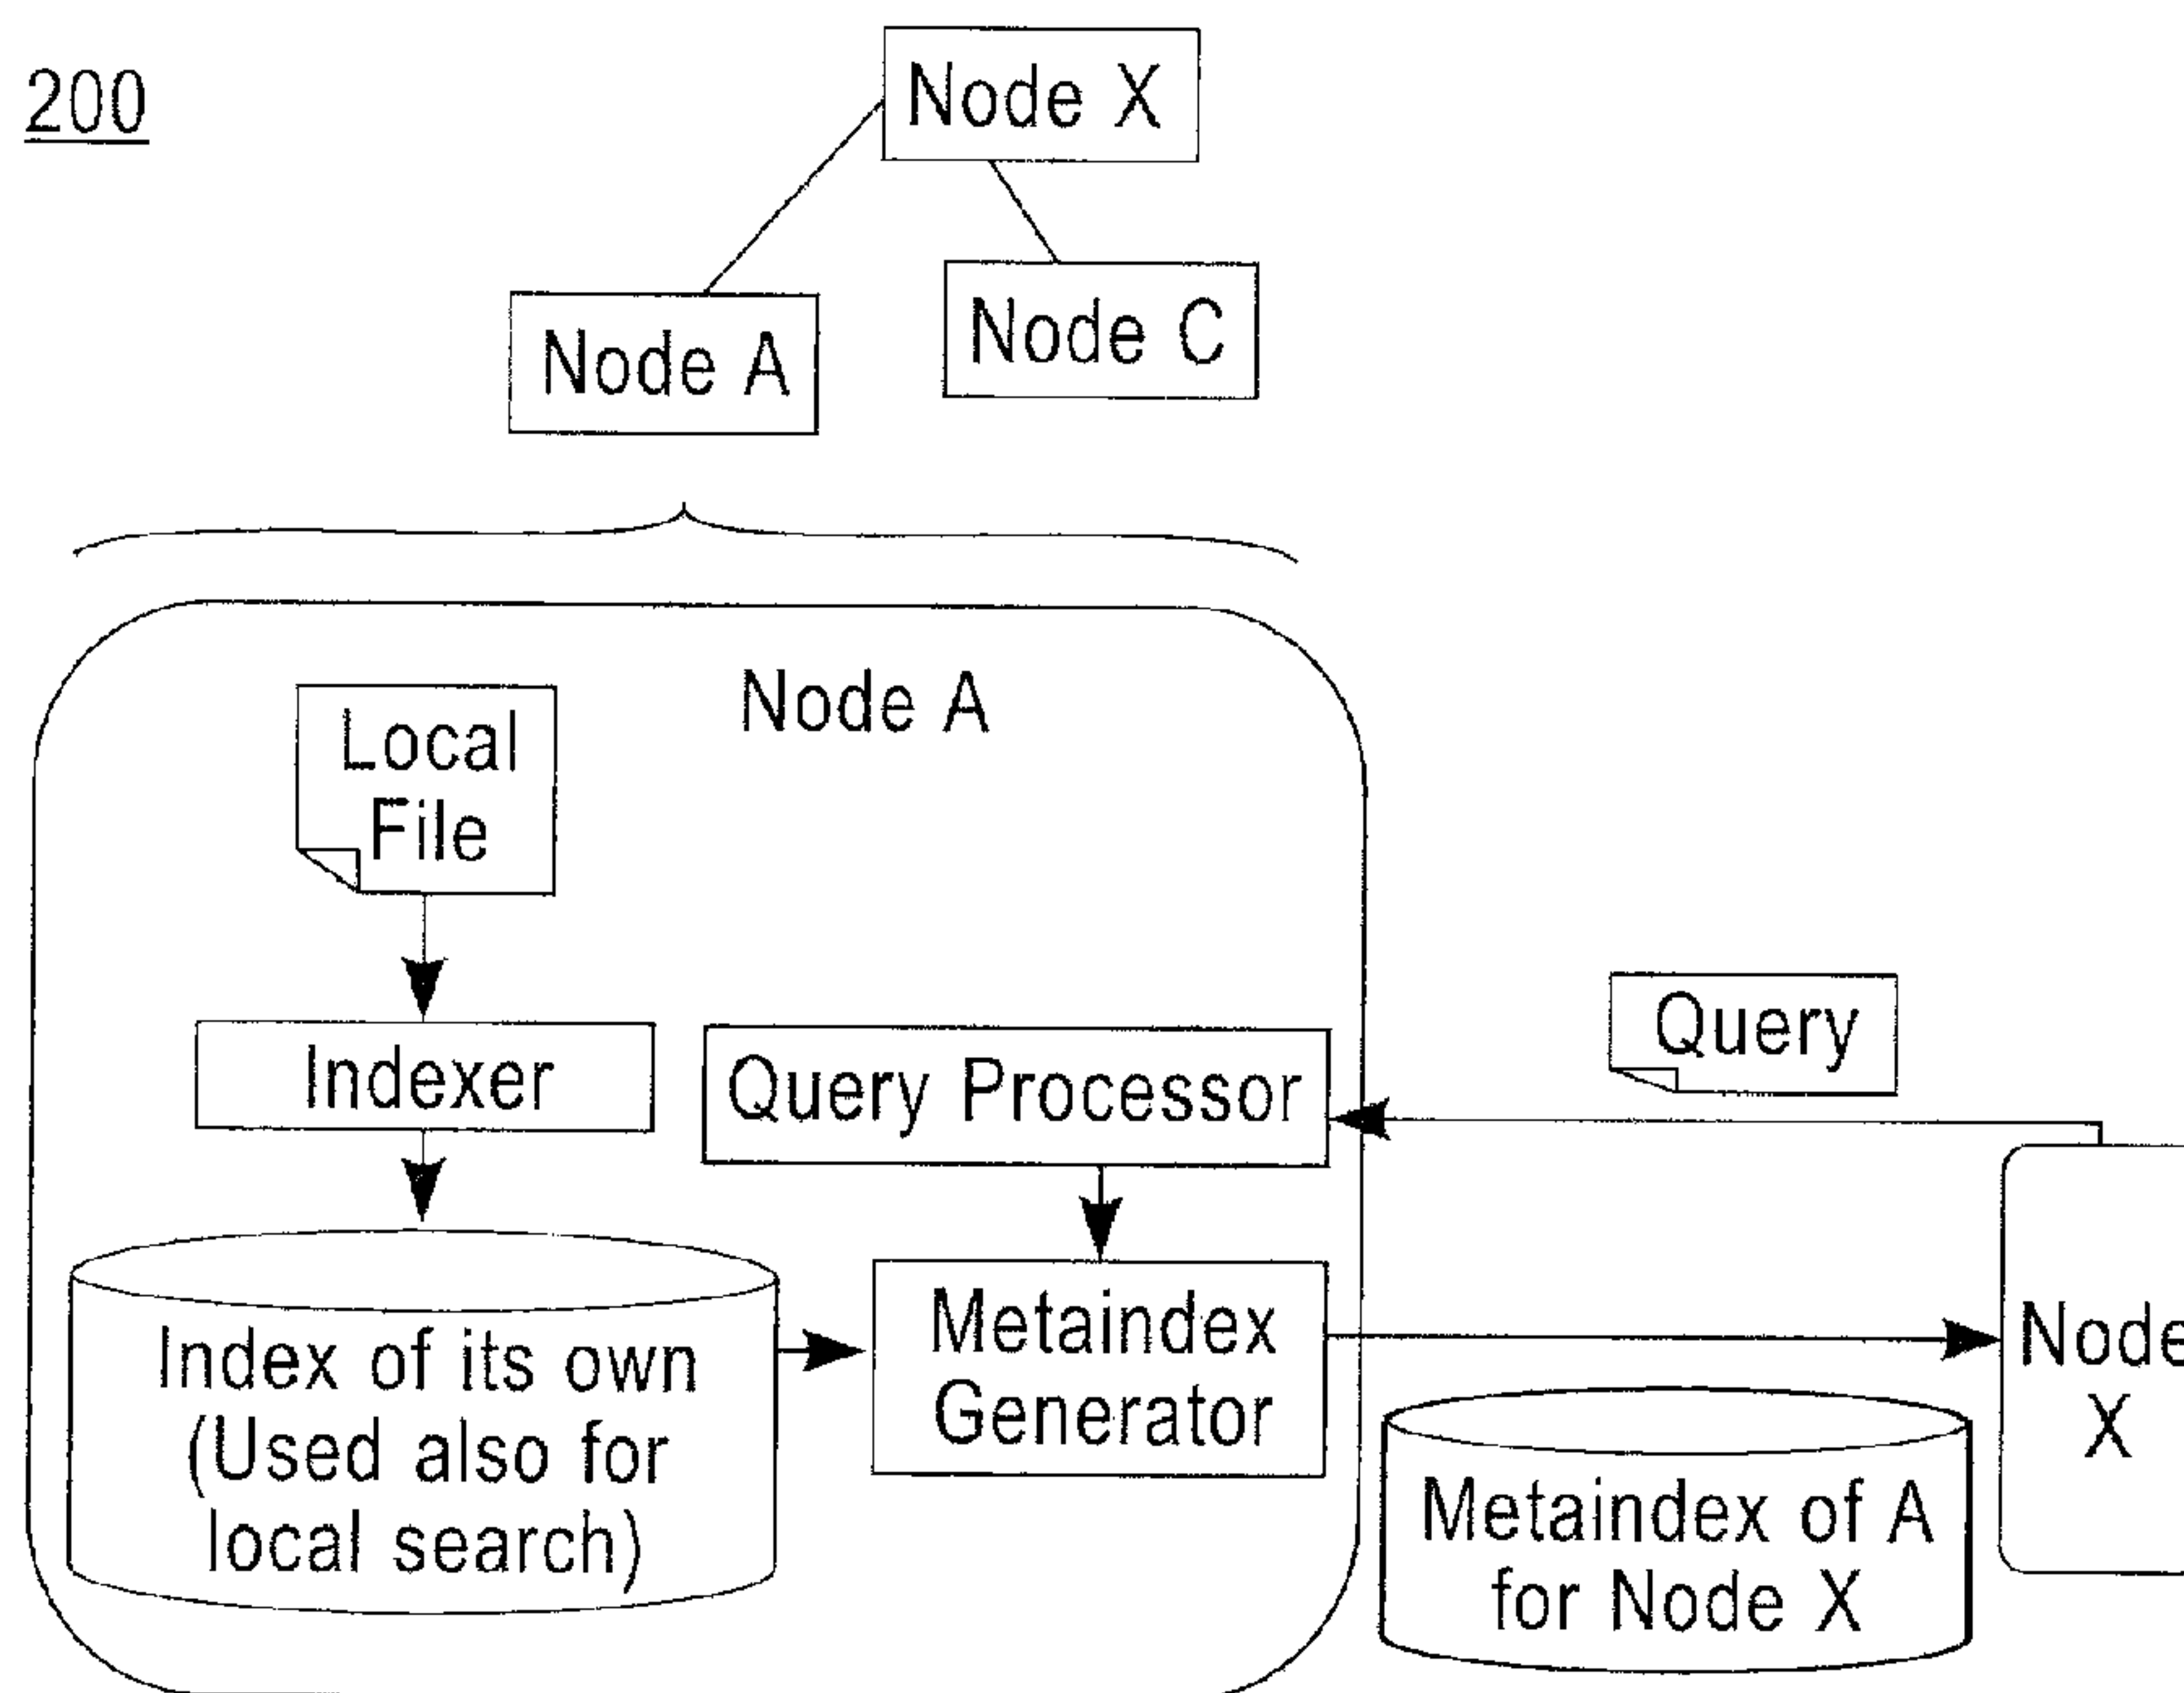 200
Node X
Node A
Node C
Node A
Local
File
Indexer
Query Processor
Query
Index of its own
(Used also for
local search)
Metaindex
Generator
Node
X
Metaindex of A
for Node X